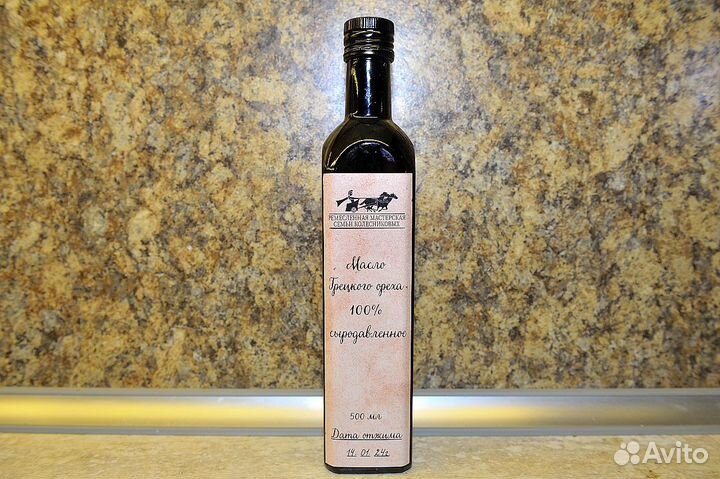 РЕМЕСЛЕННАЯ МАСТЕРСКАЯ
СЕМЬИ КОЛЕСНИКОВЫХ
Масло
Грецкого ореха
100%
сыродавленное
500 мл
Дата отжима
14. 01. 24г.
Avito